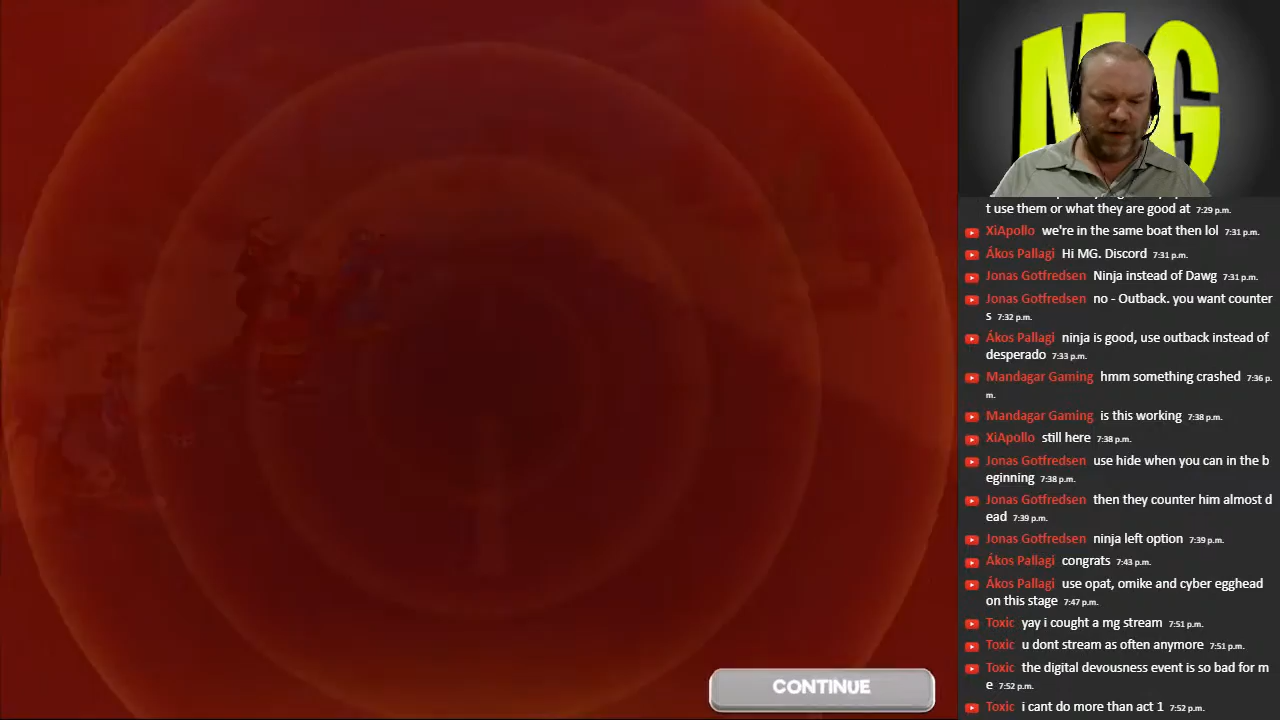 MG
t use them or what they are good at 7:29 p.m.
XiApollo we're in the same boat then lol 7:31 p.m.
Ákos Pallagi Hi MG. Discord 7:31 p.m.
Jonas Gotfredsen Ninja instead of Dawg 7:31 p.m.
Jonas Gotfredsen no - Outback. you want counter
s 7:32 p.m.
Ákos Pallagi ninja is good, use outback instead of
desperado 7:33 p.m.
Mandagar Gaming hmm something crashed 7:36 p.
m.
Mandagar Gaming is this working 7:38 p.m.
XiApollo still here 7:38 p.m.
Jonas Gotfredsen use hide when you can in the b
eginning 7:38 p.m.
Jonas Gotfredsen then they counter him almost d
ead 7:39 p.m.
Jonas Gotfredsen ninja left option 7:39 p.m.
Ákos Pallagi congrats 7:43 p.m.
Ákos Pallagi use opat, omike and cyber egghead
on this stage 7:47 p.m.
Toxic yay i cought a mg stream 7:51 p.m.
Toxic u dont stream as often anymore 7:51 p.m.
Toxic the digital devousness event is so bad for m
e 7:52 p.m.
Toxic i cant do more than act 1 7:52 p.m.
CONTINUE